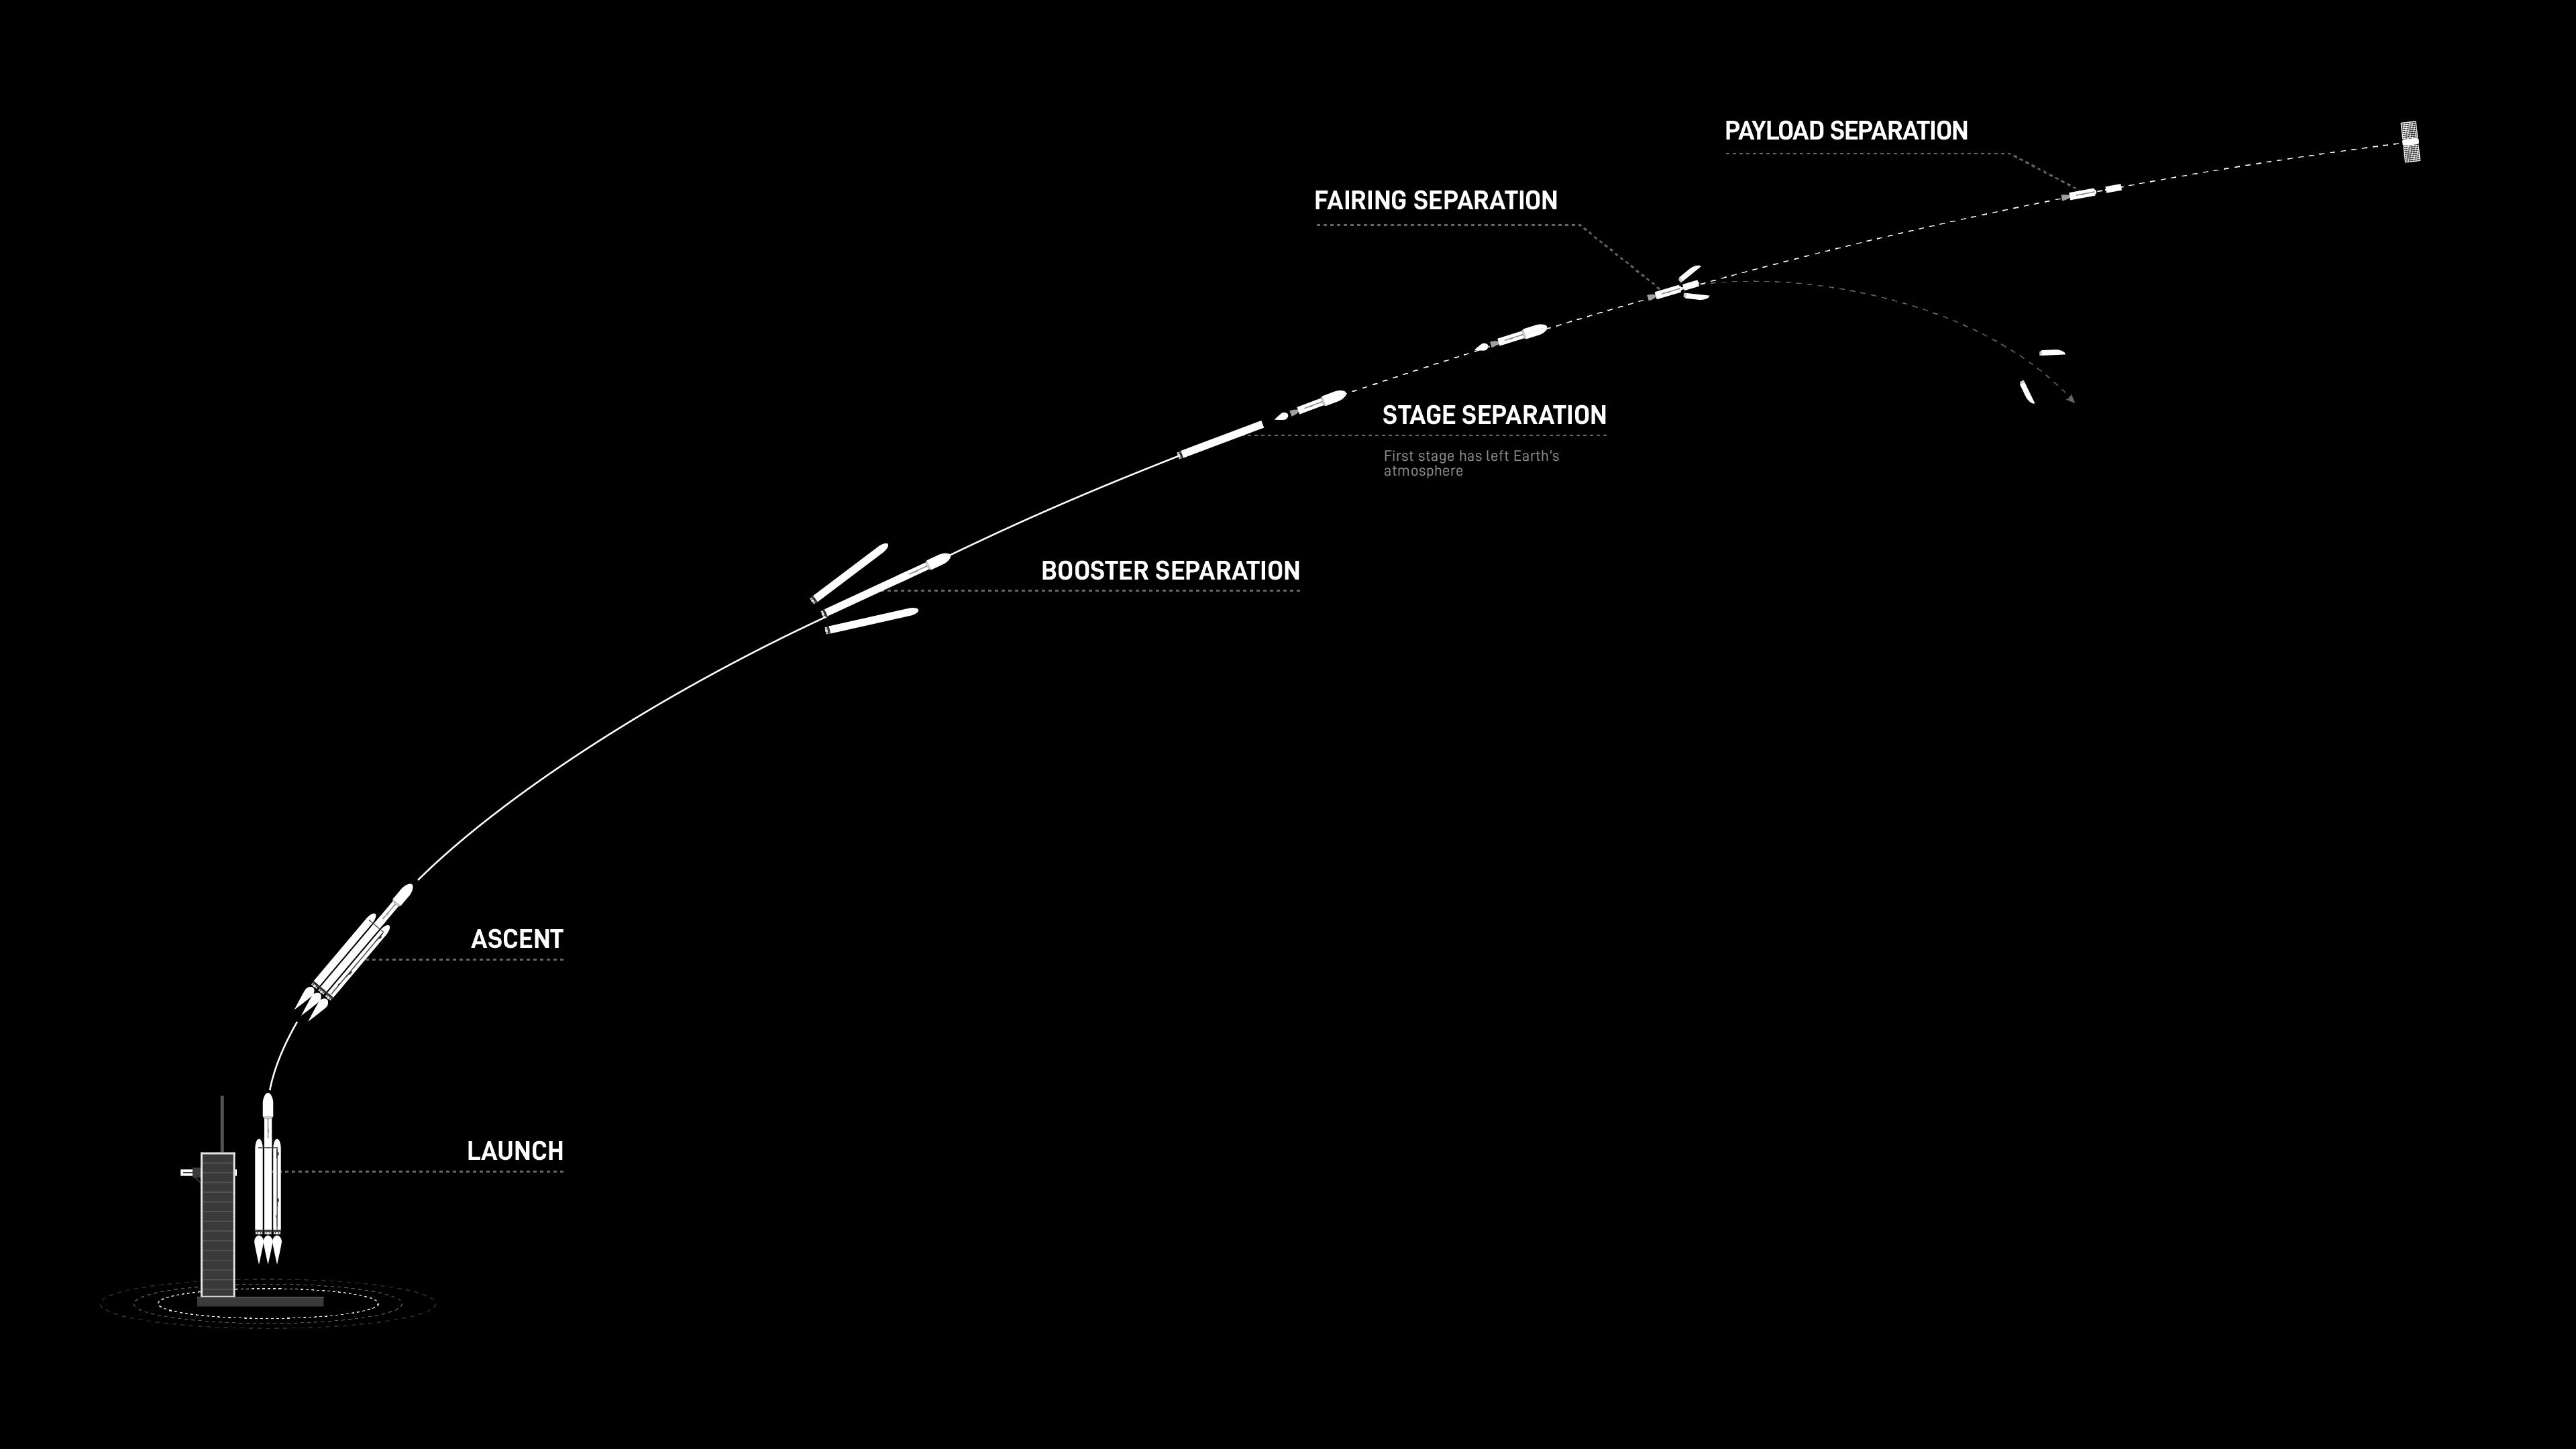 PAYLOAD SEPARATION
FAIRING SEPARATION
STAGE SEPARATION
First stage has left Earth's
atmosphere
BOOSTER SEPARATION
ASCENT
LAUNCH